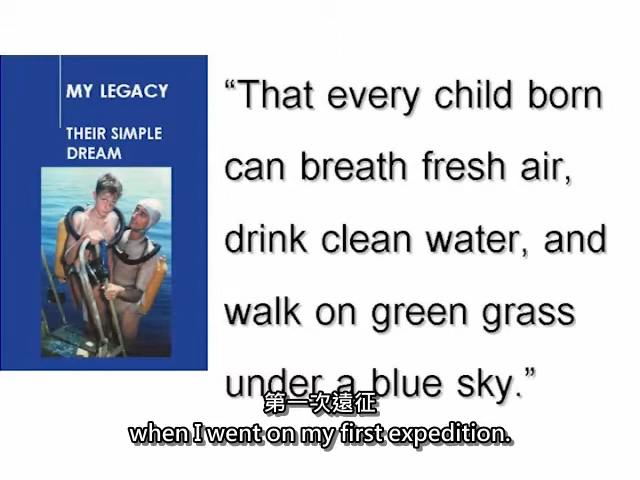 MY LEGACY
THEIR SIMPLE
DREAM
“That every child born
can breath fresh air,
drink clean water, and
walk on green grass
under a blue sky.”
第一次遠征
when I went on my first expedition.